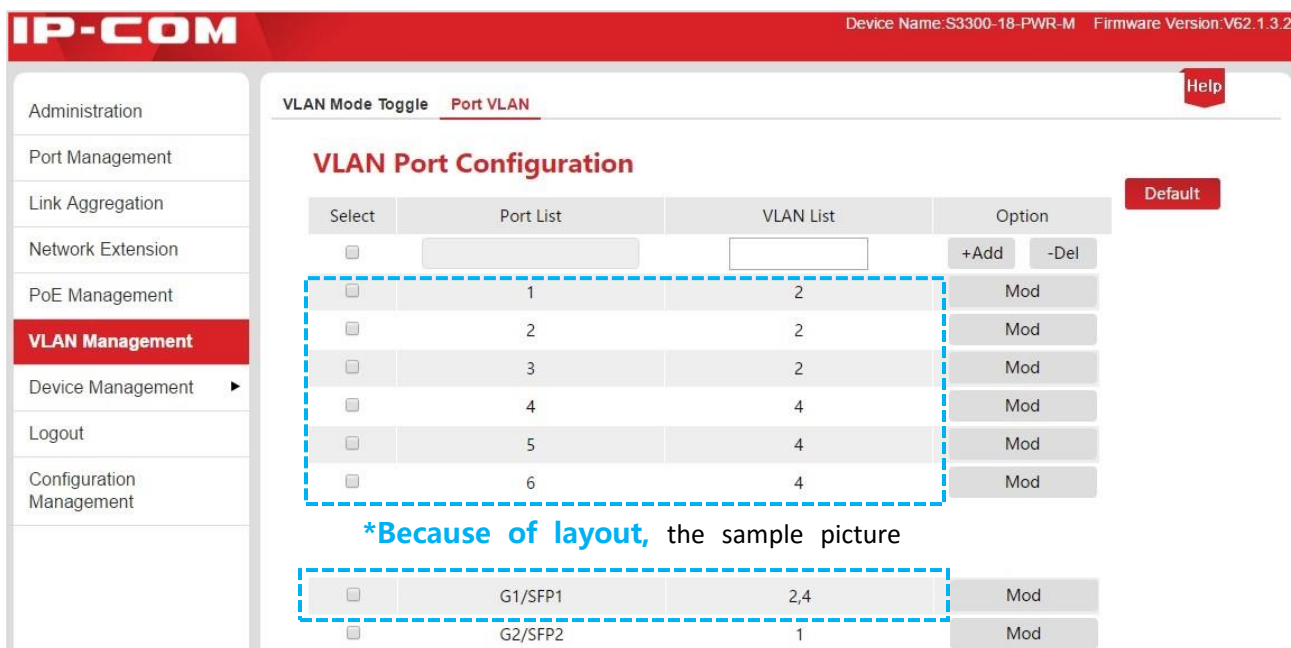 IP-COM
Device Name:S3300-18-PWR-M Firmware Version:V62.1.3.2
Help
Administration
Port Management
Link Aggregation
Network Extension
PoE Management
VLAN Management
Device Management
Logout
Configuration
Management
VLAN Mode Toggle Port VLAN
VLAN Port Configuration
Default
Select Port List VLAN List Option
+Add -Del
1 2 Mod
2 2 Mod
3 2 Mod
4 4 Mod
5 4 Mod
6 4 Mod
*Because of layout, the sample picture
G1/SFP1 2,4 Mod
G2/SFP2 1 Mod